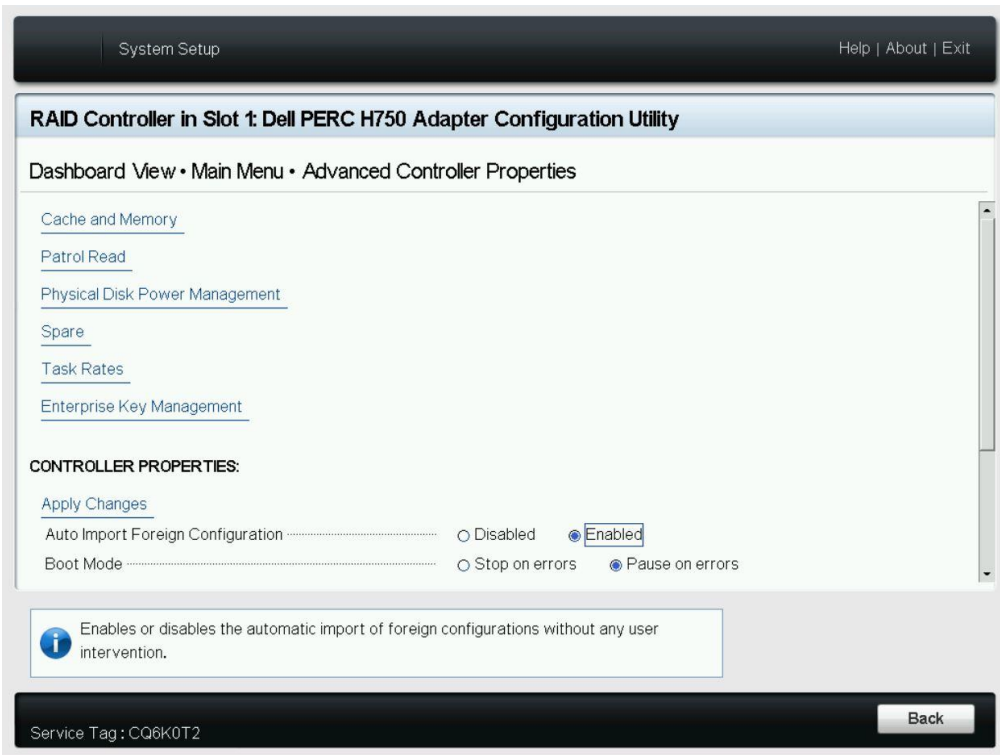 System Setup
Help | About | Exit
RAID Controller in Slot 1: Dell PERC H750 Adapter Configuration Utility
Dashboard View • Main Menu • Advanced Controller Properties
Cache and Memory
Patrol Read
Physical Disk Power Management
Spare
Task Rates
Enterprise Key Management
CONTROLLER PROPERTIES:
Apply Changes
Auto Import Foreign Configuration Disabled Enabled
Boot Mode Stop on errors Pause on errors
Enables or disables the automatic import of foreign configurations without any user
intervention.
Service Tag : CQ6K0T2
Back